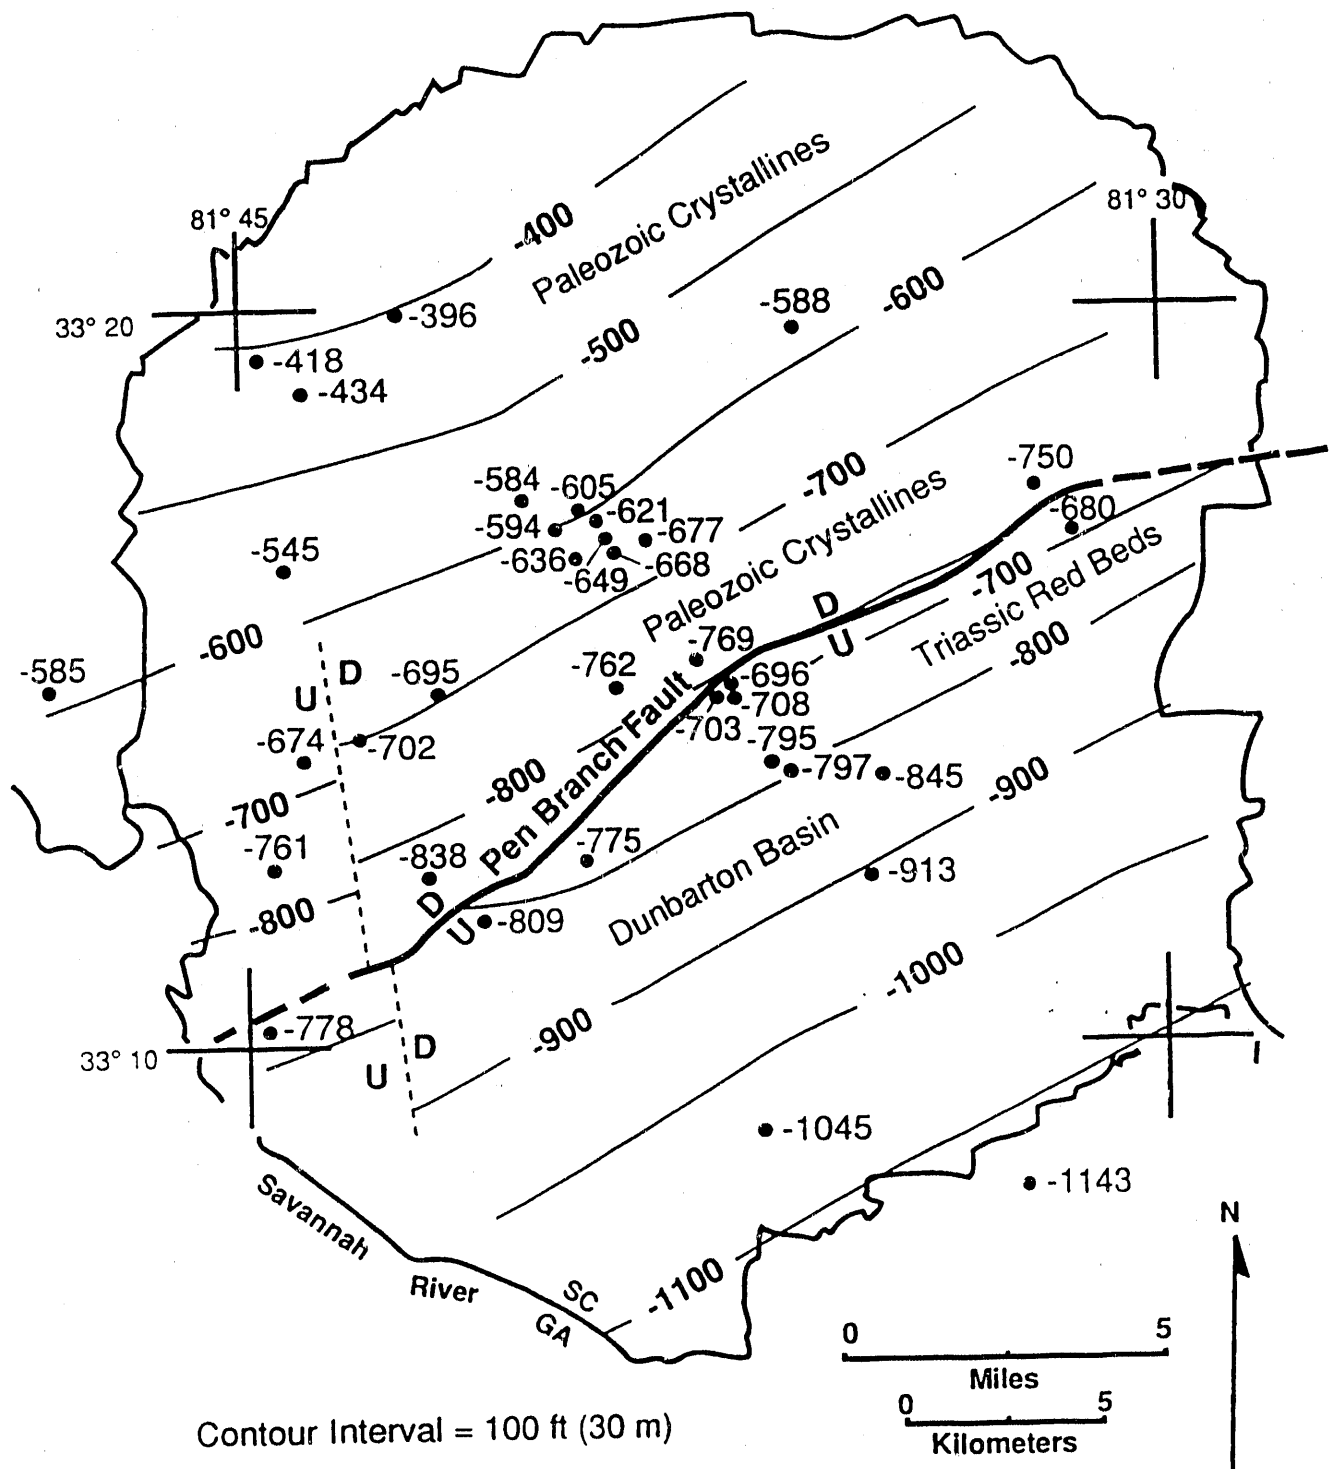 -400
Paleozoic Crystallines
81° 45
81° 30
-588
-600
33° 20
-396
-500
-418
-434
-700
-750
-584
-605
-621
-680
-594
-677
-545
-636
-649
-668
Paleozoic Crystallines
-700
Triassic Red Beds
D
U
-600
-769
-800
-585
D
U
-695
-762
-696
-708
-703
Pen Branch Fault
-674
-702
-795
-797
-845
-900
-800
-700
-761
-838
-775
Dunbarton Basin
-913
-800
D
U
-809
-1000
-778
-900
33° 10
D
U
-1045
-1143
Savannah
River
SC
GA
-1100
N
0 5
Miles
0 5
Kilometers
Contour Interval = 100 ft (30 m)